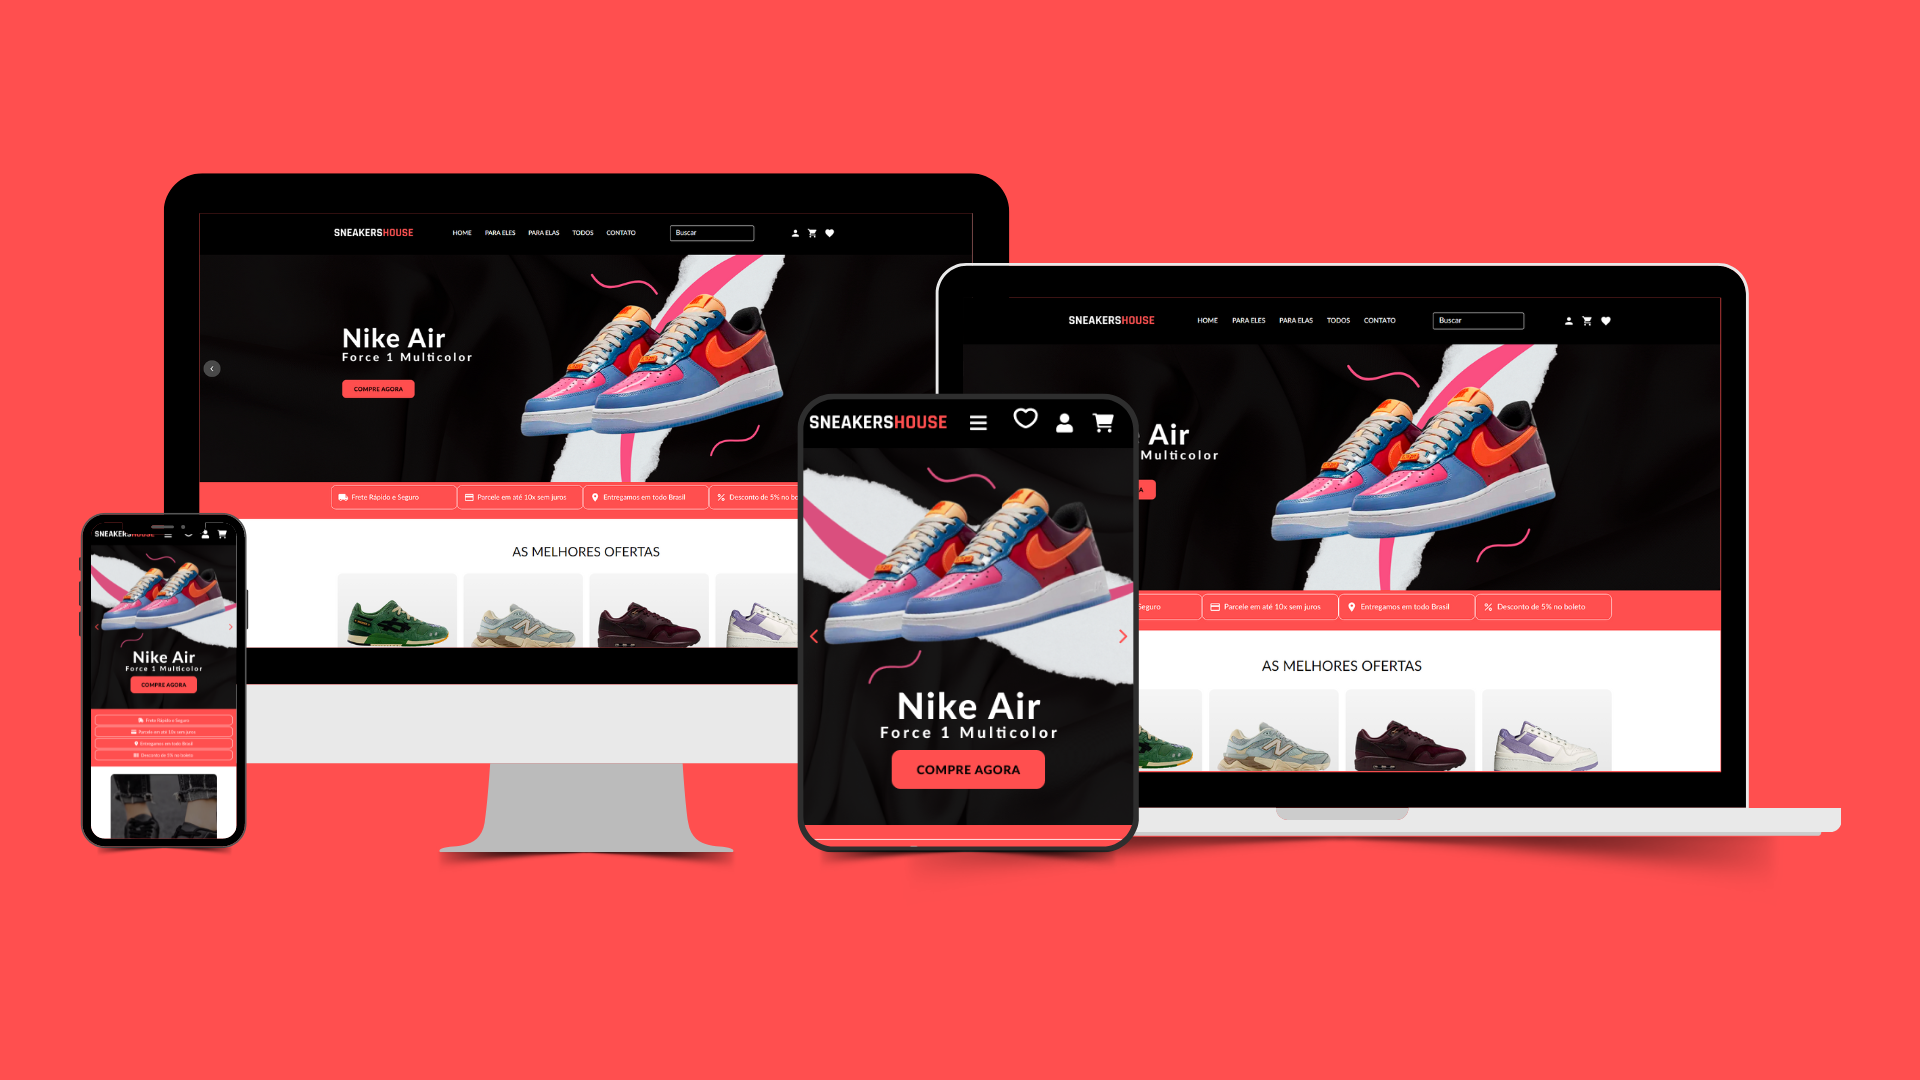 SNEAKERSHOUSE HOME PARA ELES PARA ELAS TODOS CONTATO Buscar
Nike Air
Force 1 Multicolor
COMPRE AGORA
Frete Rápido e Seguro Parcele em até 10x sem juros Entregamos em todo Brasil Desconto de 5% no bo
AS MELHORES OFERTAS
SNEAKERSHOUSE HOME PARA ELES PARA ELAS TODOS CONTATO Buscar
Air
Multicolor
A
Seguro Parcele em até 10x sem juros Entregamos em todo Brasil Desconto de 5% no boleto
AS MELHORES OFERTAS
SNEAKERSHOUSE
Nike Air
Force 1 Multicolor
COMPRE AGORA
SNEAKERSHOUSE
Nike Air
Force 1 Multicolor
COMPRE AGORA
Frete Rápido e Seguro
Parcele em até 10x sem juros
Entregamos em todo Brasil
Desconto de 5% no boleto